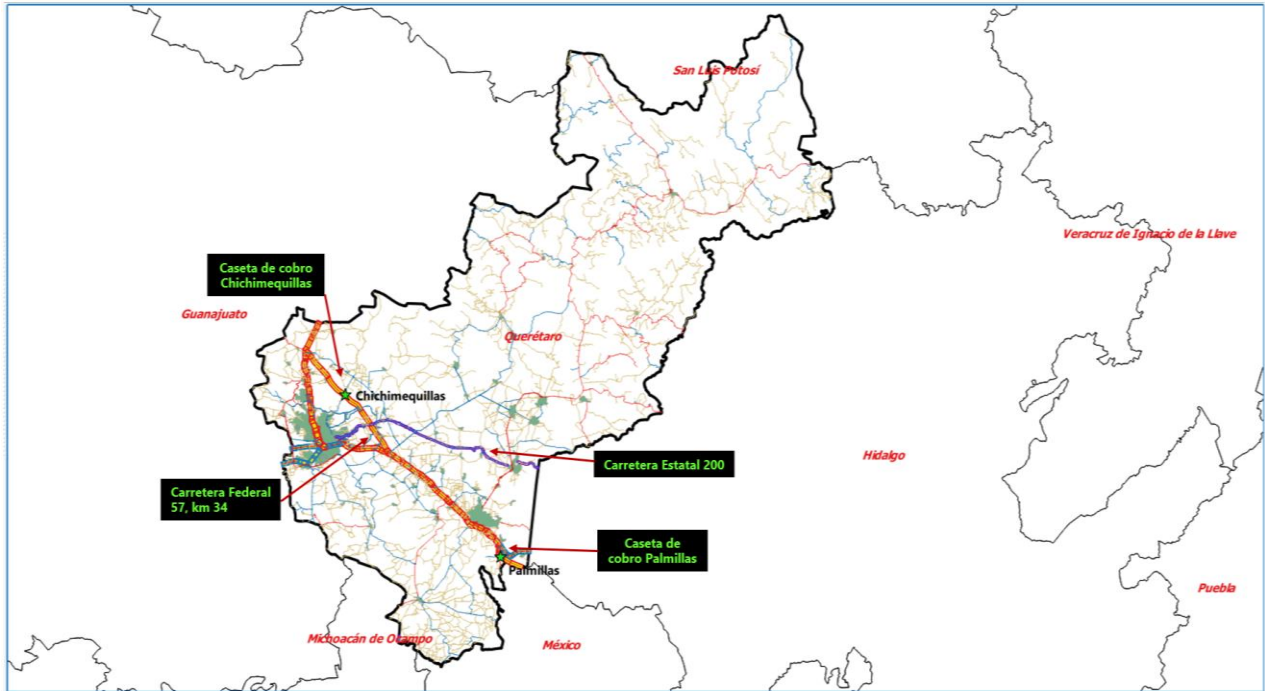 San Luis Potosí
Veracruz de Ignacio de la Llave
Caseta de cobro
Chichimequillas
Guanajuato
Querétaro
Chichimequillas
Hidalgo
Carretera Estatal 200
Carretera Federal
57, km 34
Caseta de
cobro Palmillas
Palmillas
Puebla
Michoacán de Ocampo
México